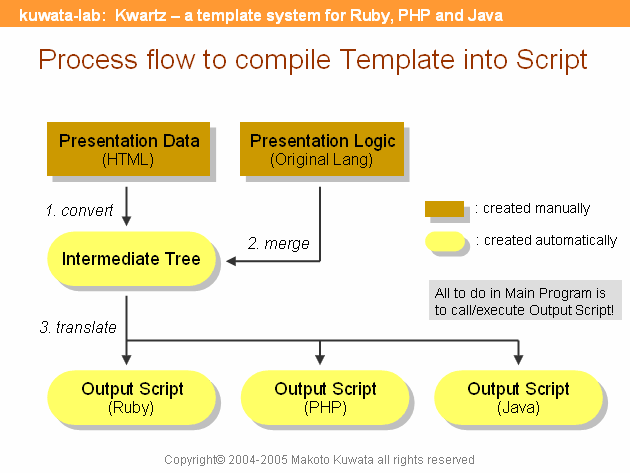 kuwata-lab: Kwartz – a template system for Ruby, PHP and Java
Process flow to compile Template into Script
Presentation Data
(HTML)
Presentation Logic
(Original Lang)
1. convert
2. merge
Intermediate Tree
: created manually
: created automatically
All to do in Main Program is
to call/execute Output Script!
3. translate
Output Script
(Ruby)
Output Script
(PHP)
Output Script
(Java)
Copyright© 2004-2005 Makoto Kuwata all rights reserved